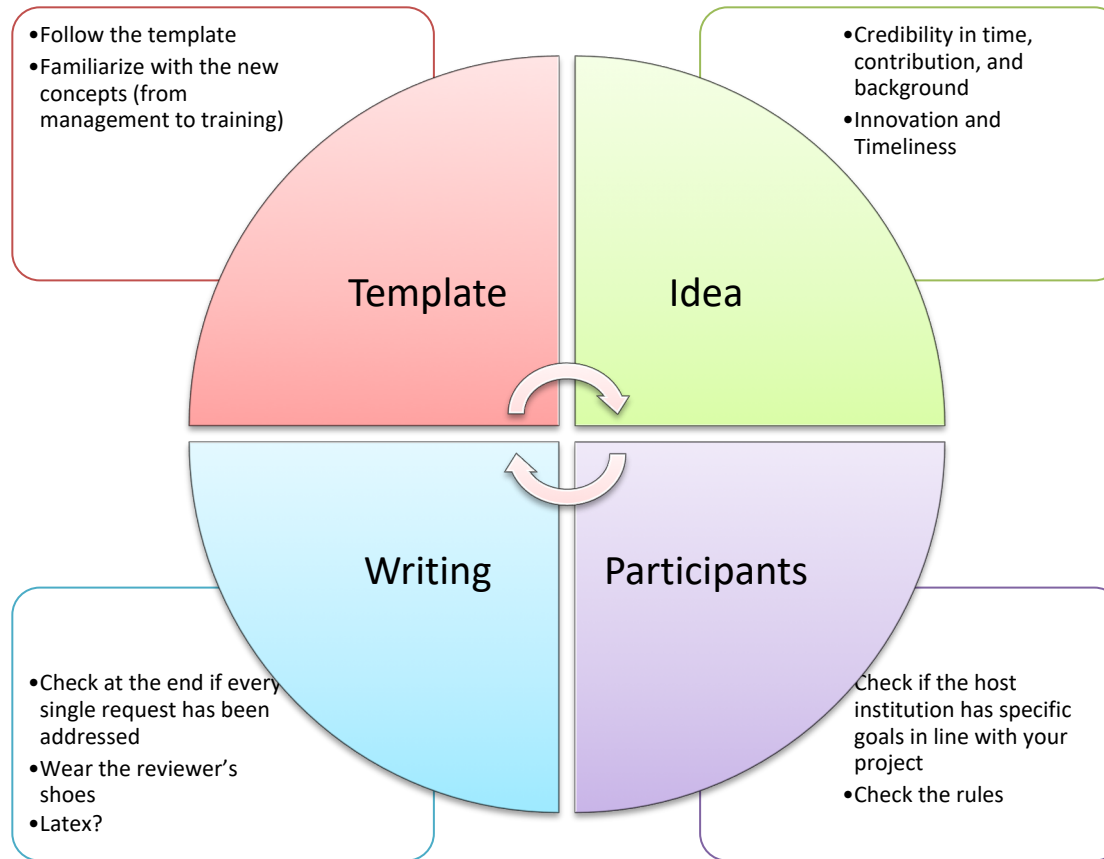 •Follow the template
•Familiarize with the new
concepts (from
management to training)
•Credibility in time,
contribution, and
background
•Innovation and
Timeliness
Template
Idea
Writing
Participants
•Check at the end if every
single request has been
addressed
•Wear the reviewer's
shoes
•Latex?
Check if the host
institution has specific
goals in line with your
project
•Check the rules